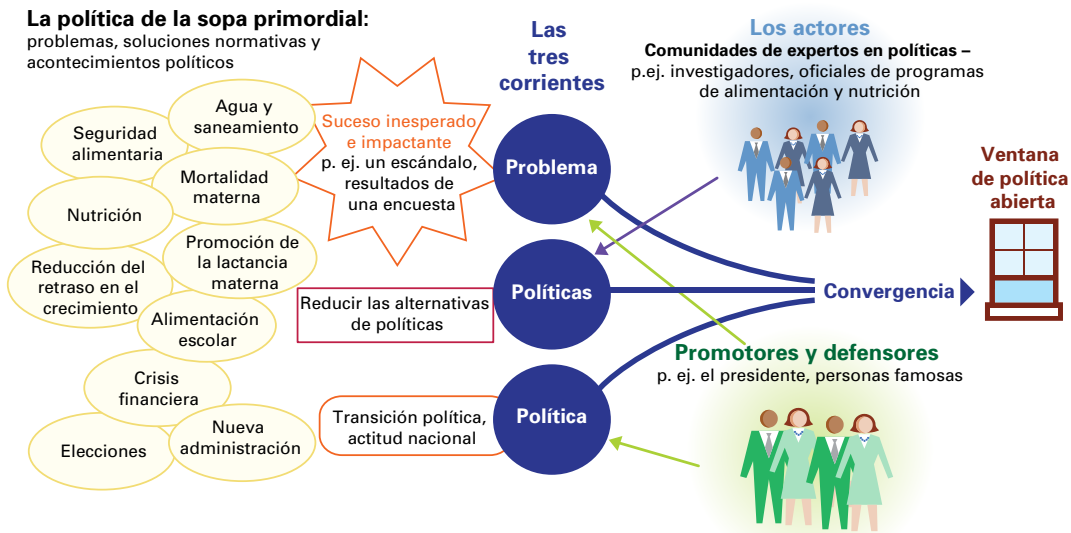 La política de la sopa primordial:
problemas, soluciones normativas y
acontecimientos políticos
Agua y
saneamiento
Seguridad
alimentaria
Mortalidad
materna
Nutrición
Promoción de
la lactancia
materna
Reducción del
retraso en el
crecimiento
Alimentación
escolar
Crisis
financiera
Nueva
administración
Elecciones
Suceso inesperado
e impactante
p. ej. un escándalo,
resultados de
una encuesta
Reducir las alternativas
de políticas
Transición política,
actitud nacional
Las
tres
corrientes
Problema
Políticas
Política
Los actores
Comunidades de expertos en políticas –
p.ej. investigadores, oficiales de programas
de alimentación y nutrición
Convergencia
Promotores y defensores
p. ej. el presidente, personas famosas
Ventana
de política
abierta